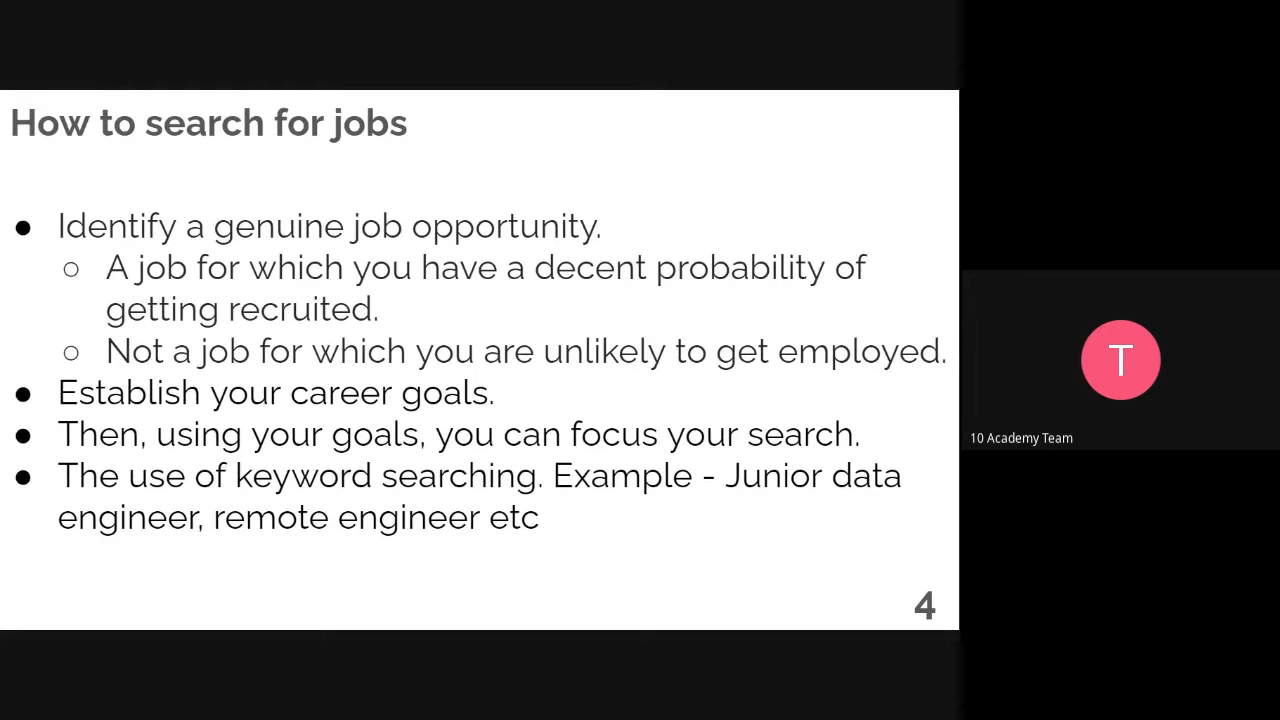 How to search for jobs
● Identify a genuine job opportunity.
○ A job for which you have a decent probability of
getting recruited.
○ Not a job for which you are unlikely to get employed.
● Establish your career goals.
● Then, using your goals, you can focus your search.
● The use of keyword searching. Example - Junior data
engineer, remote engineer etc
4
T
10 Academy Team